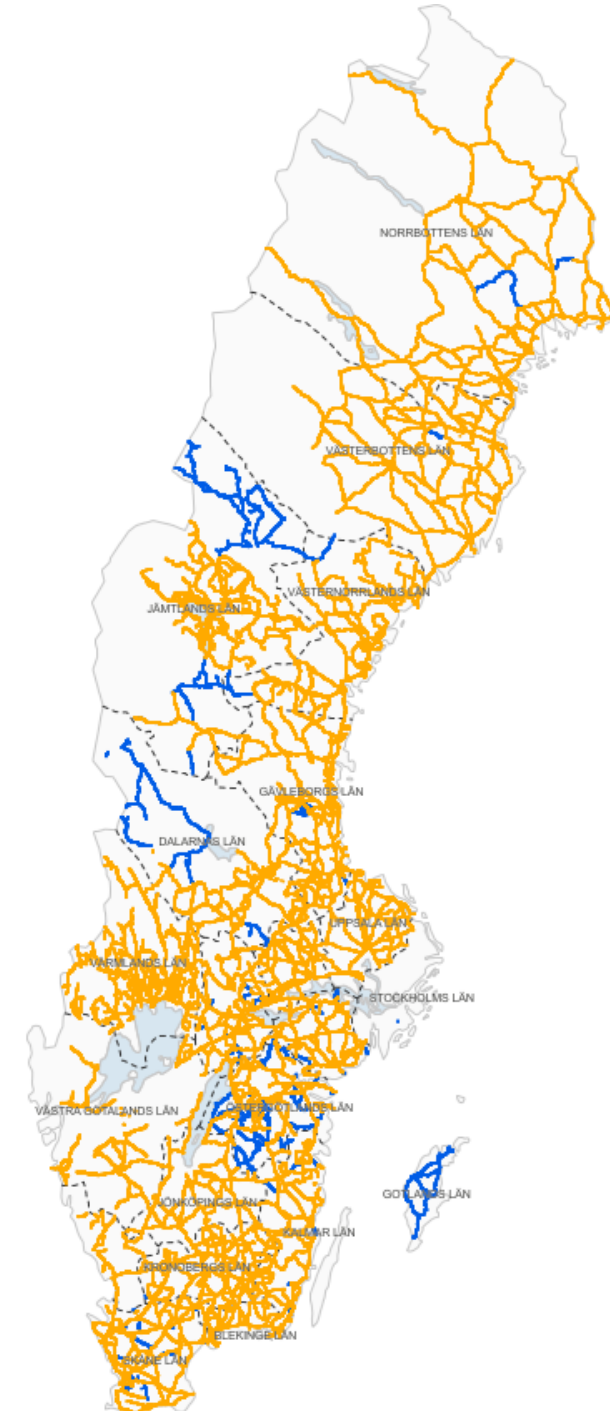 NORRBOTTENS LÄN
VÄSTERBOTTENS LÄN
VÄSTERNORRLANDS LÄN
JÄMTLANDS LÄN
GÄVLEBORGS LÄN
DALARNAS LÄN
UPPSALA LÄN
VÄRMLANDS LÄN
STOCKHOLMS LÄN
VÄSTRA GÖTALANDS LÄN
ÖSTERGÖTLANDS LÄN
GOTLANDS LÄN
JÖNKÖPINGS LÄN
KALMAR LÄN
KRONOBERGS LÄN
BLEKINGE LÄN
SKÅNE LÄN